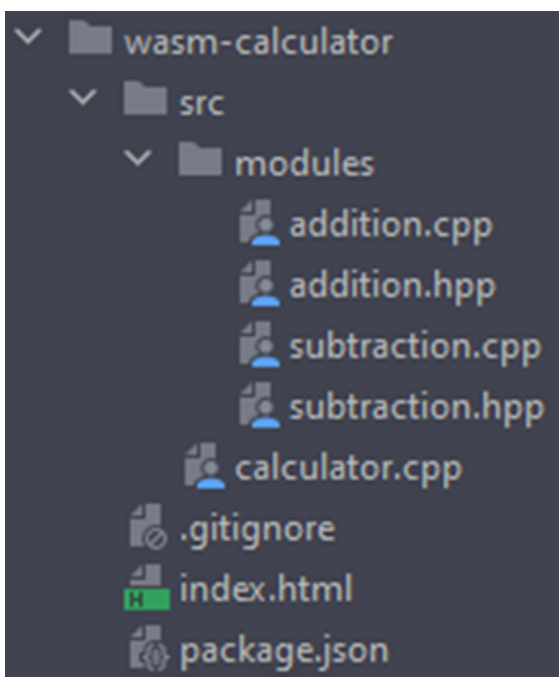 wasm-calculator
src
modules
addition.cpp
addition.hpp
subtraction.cpp
subtraction.hpp
calculator.cpp
.gitignore
H index.html
package.json